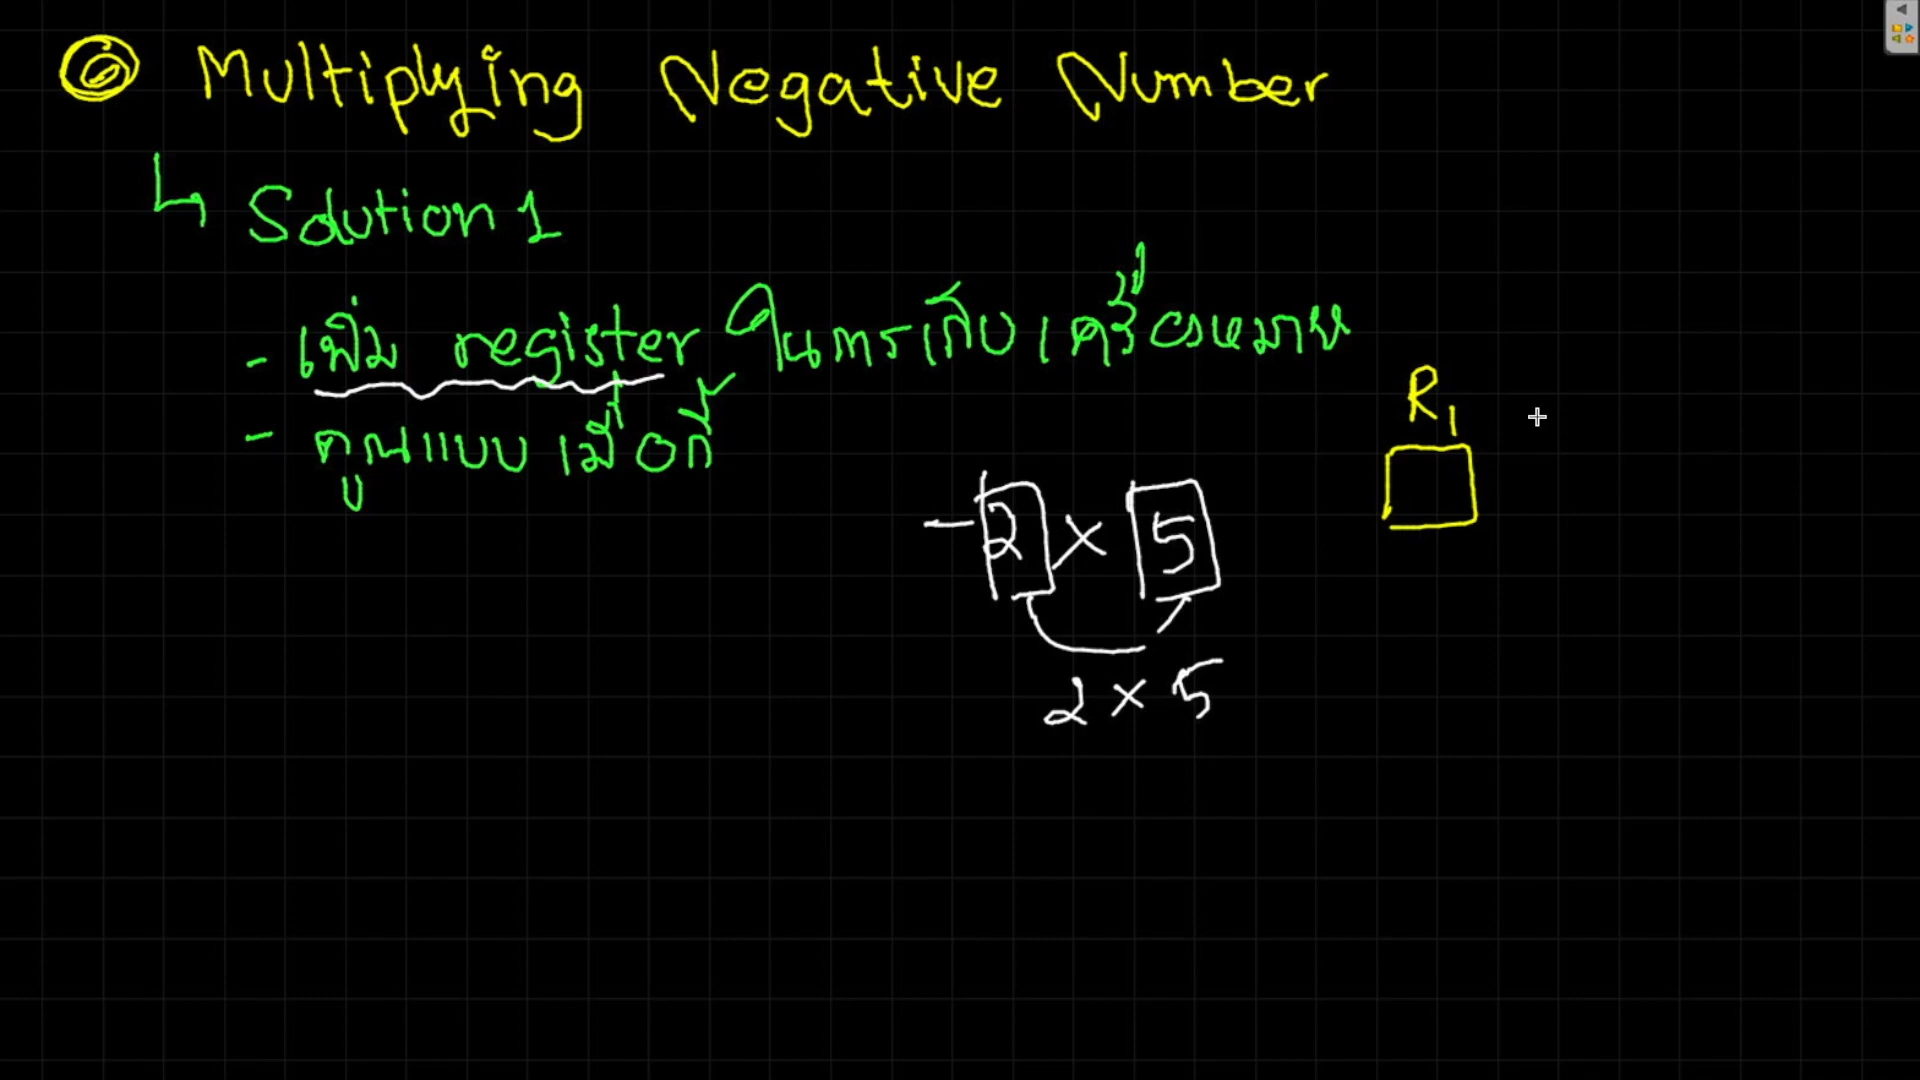 Multiplying Negative Number
Solution 1
- เพิ่ม register ในการเก็บเครื่องหมาย
- คูณแบบเมื่อกี้
R1
-2 × 5
2 × 5